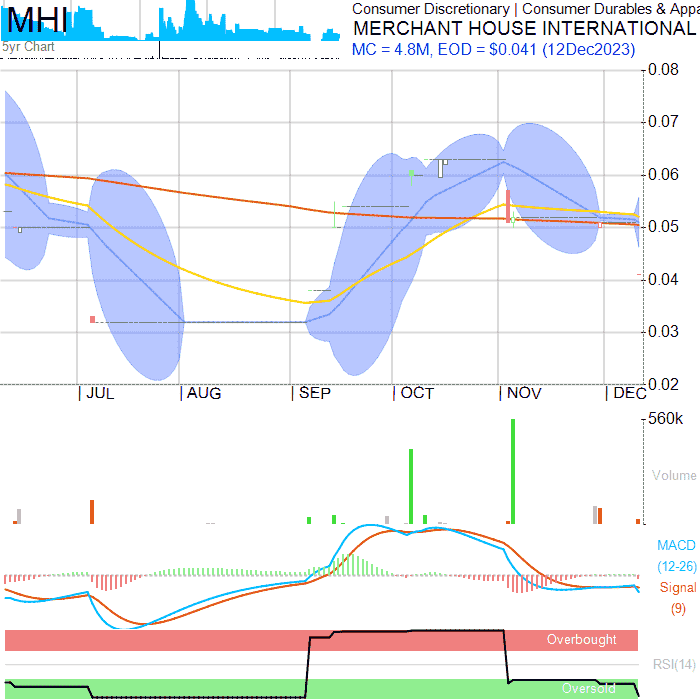 MHI
5yr Chart
Consumer Discretionary | Consumer Durables & Appa
MERCHANT HOUSE INTERNATIONAL
MC = 4.8M, EOD = $0.041 (12Dec2023)
0.08
0.07
0.06
0.05
0.04
0.03
0.02
| JUL | AUG | SEP | OCT | NOV | DEC
560k
Volume
MACD
(12-26)
Signal
(9)
Overbought
RSI(14)
Oversold